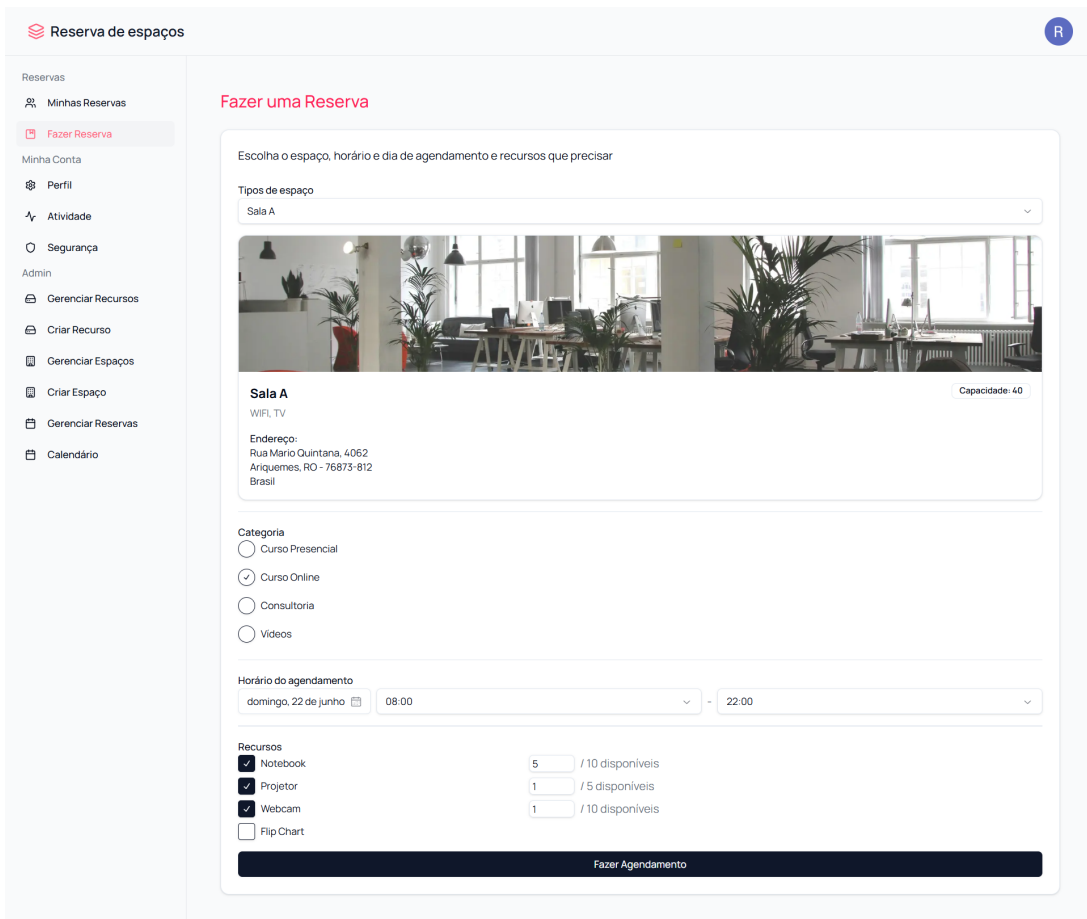 Reserva de espaços
R
Reservas
Minhas Reservas
Fazer Reserva
Minha Conta
Perfil
Atividade
Segurança
Admin
Gerenciar Recursos
Criar Recurso
Gerenciar Espaços
Criar Espaço
Gerenciar Reservas
Calendário
Fazer uma Reserva
Escolha o espaço, horário e dia de agendamento e recursos que precisar
Tipos de espaço
Sala A
Sala A
Capacidade: 40
WIFI, TV
Endereço:
Rua Mario Quintana, 4062
Ariquemes, RO - 76873-812
Brasil
Categoria
Curso Presencial
Curso Online
Consultoria
Vídeos
Horário do agendamento
domingo, 22 de junho 08:00 - 22:00
Recursos
Notebook 5 / 10 disponíveis
Projetor 1 / 5 disponíveis
Webcam 1 / 10 disponíveis
Flip Chart
Fazer Agendamento